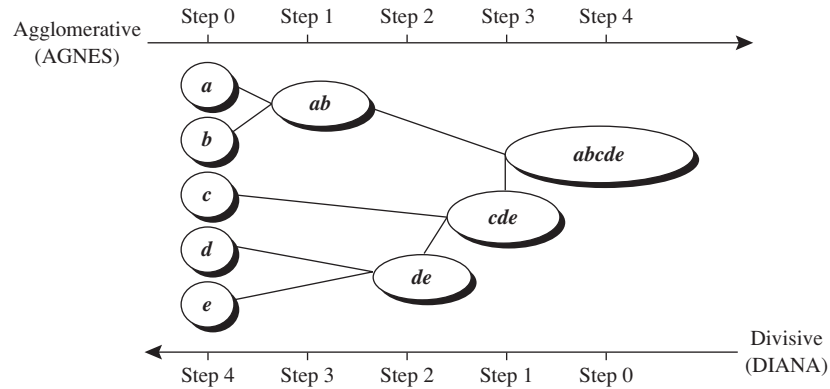 Step 0 Step 1 Step 2 Step 3 Step 4
Agglomerative
(AGNES)
a
ab
b
abcde
c
cde
d
de
e
Divisive
(DIANA)
Step 4 Step 3 Step 2 Step 1 Step 0